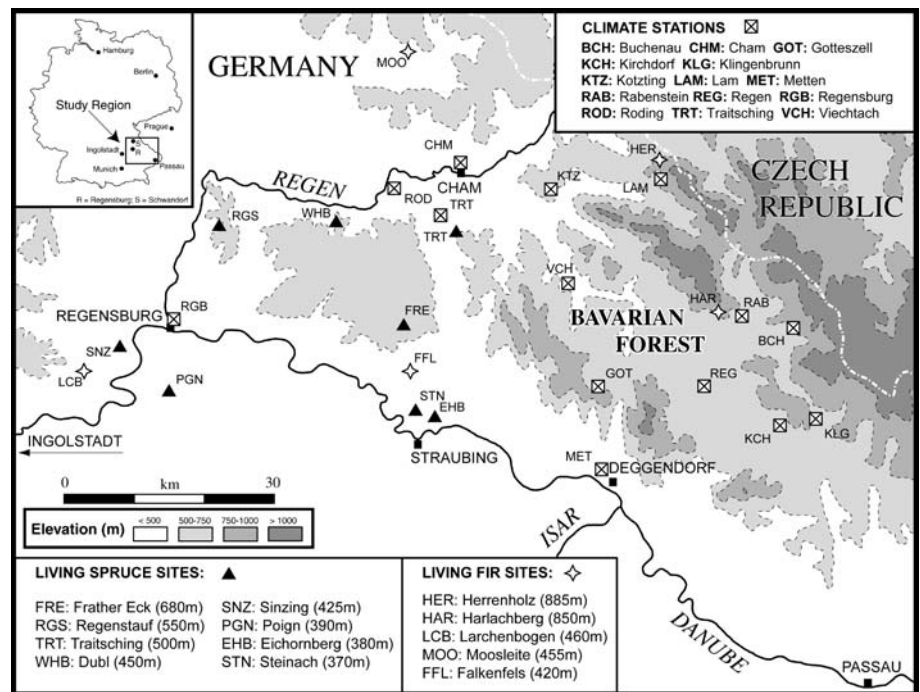 Hamburg
Berlin
Study Region
Prague
S
R
Ingolstadt
Munich
Passau
R = Regensburg; S = Schwandorf
GERMANY
MOO
CLIMATE STATIONS
BCH: Buchenau CHM: Cham GOT: Gotteszell
KCH: Kirchdorf KLG: Klingenbrunn
KTZ: Kotzting LAM: Lam MET: Metten
RAB: Rabenstein REG: Regen RGB: Regensburg
ROD: Roding TRT: Traitsching VCH: Viechtach
CHM
CHAM
REGEN
ROD
TRT
TRT
KTZ
HER
LAM
CZECH
REPUBLIC
RGS
WHB
VCH
HAR
RAB
BCH
BAVARIAN
FOREST
REGENSBURG
RGB
FRE
SNZ
LCB
PGN
FFL
GOT
REG
STN
EHB
KCH
KLG
INGOLSTADT
STRAUBING
MET
DEGGENDORF
0 km 30
Elevation (m)
< 500 500-750 750-1000 > 1000
ISAR
DANUBE
PASSAU
LIVING SPRUCE SITES:
FRE: Frather Eck (680m) SNZ: Sinzing (425m)
RGS: Regenstauf (550m) PGN: Poign (390m)
TRT: Traitsching (500m) EHB: Eichornberg (380m)
WHB: Dubl (450m) STN: Steinach (370m)
LIVING FIR SITES:
HER: Herrenholz (885m)
HAR: Harlachberg (850m)
LCB: Larchenbogen (460m)
MOO: Moosleite (455m)
FFL: Falkenfels (420m)